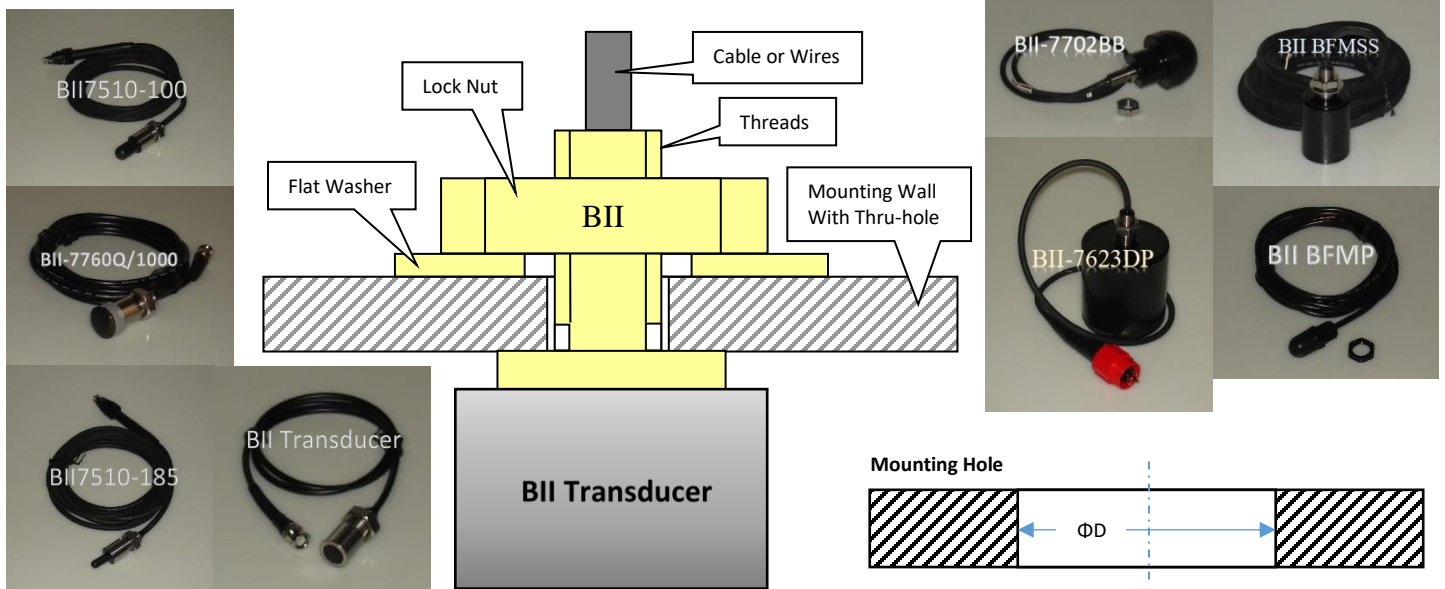 BII7510-100
BII-7760Q/1000
BII7510-185
BII Transducer
Cable or Wires
Lock Nut
Threads
Flat Washer
Mounting Wall
With Thru-hole
BII
BII Transducer
BII-7702BB
BII BFMSS
BII-7623DP
BII BFMP
Mounting Hole
ΦD